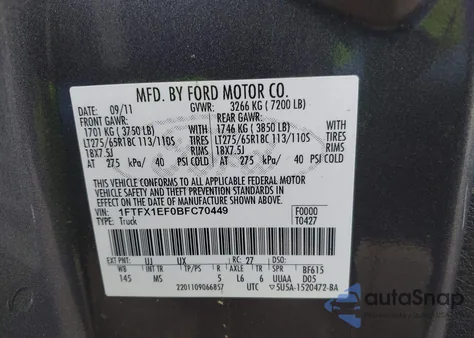 MFD. BY FORD MOTOR CO.
DATE: 09/11 GVWR: 3266 KG ( 7200 LB)
FRONT GAWR: REAR GAWR:
1701 KG ( 3750 LB) 1746 KG ( 3850 LB)
LT275/65R18C 113/110S TIRES LT275/65R18C 113/110S TIRES
18X7.5J RIMS 18X7.5J RIMS
AT 275 kPa/ 40 PSI COLD AT 275 kPa/ 40 PSI COLD
THIS VEHICLE CONFORMS TO ALL APPLICABLE FEDERAL MOTOR
VEHICLE SAFETY AND THEFT PREVENTION STANDARDS IN
EFFECT ON THE DATE OF MANUFACTURE SHOWN ABOVE.
VIN: 1FTFX1EF0BFC70449 F0000
TYPE: Truck T0427
EXT PNT: UJ UX RC: 27 DSO:
WB INT TR TP/PS R AXLE TR SPR BF615
145 MS 5 L6 6 UUAA D05
2201109066857 UTC 5U5A-1520472-BA
autoSnap